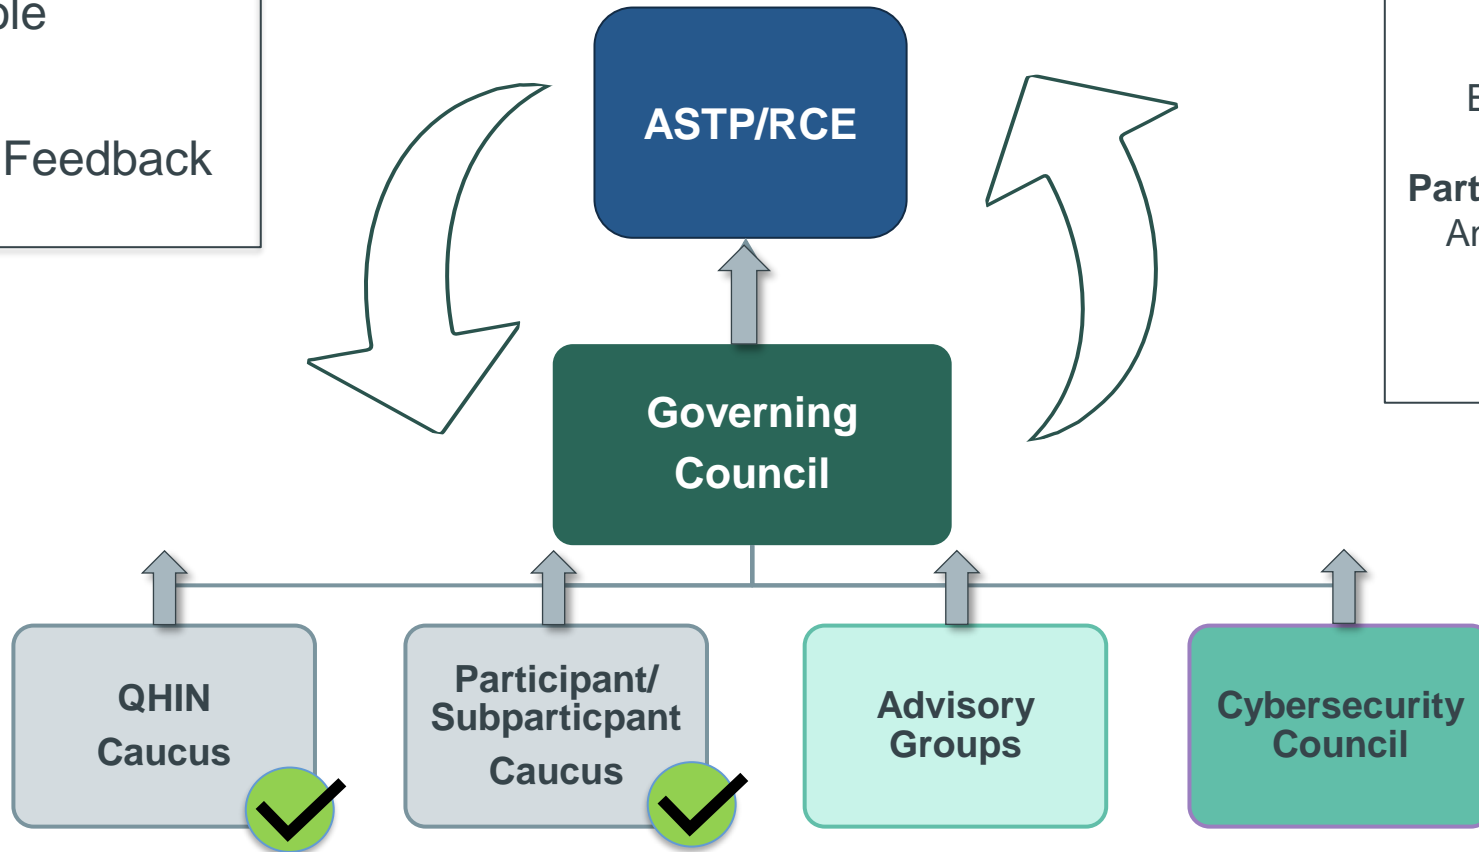 Feedback
ASTP/RCE
Governing
Council
QHIN
Caucus
Participant/
Subparticpant
Caucus
Advisory
Groups
Cybersecurity
Council